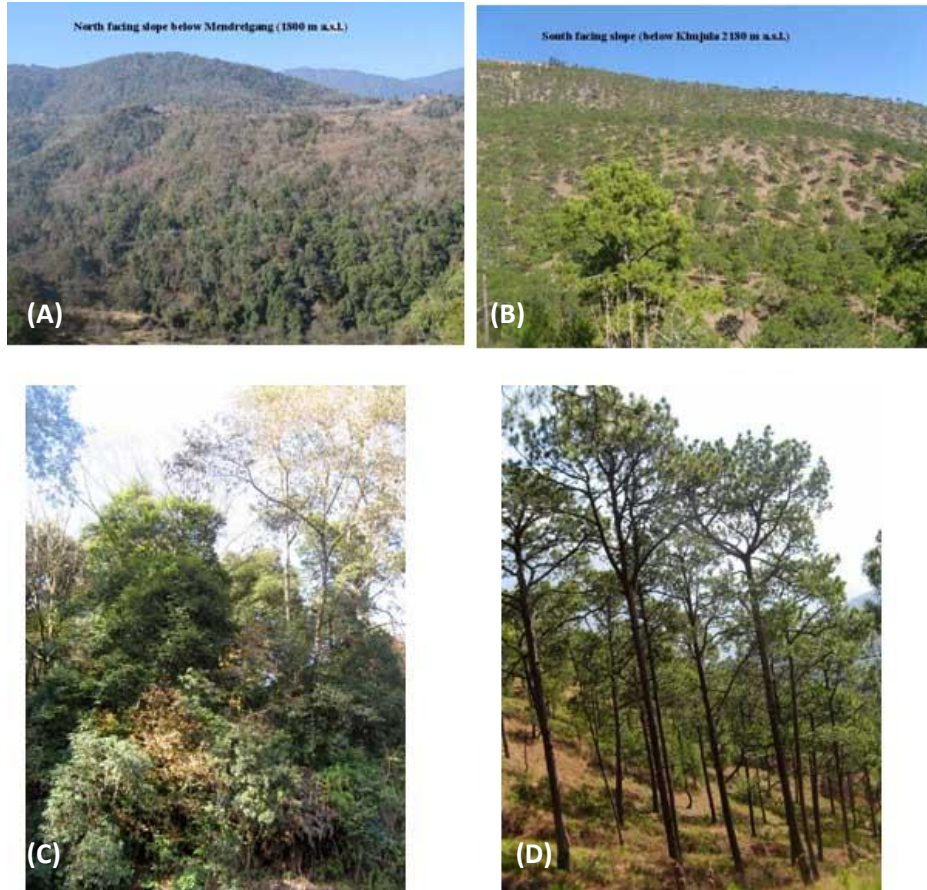 North facing slope below Mendrelgang (1800 m a.s.l.)
South facing slope (below Khujula 2180 m a.s.l.)
(A)
(B)
(C)
(D)